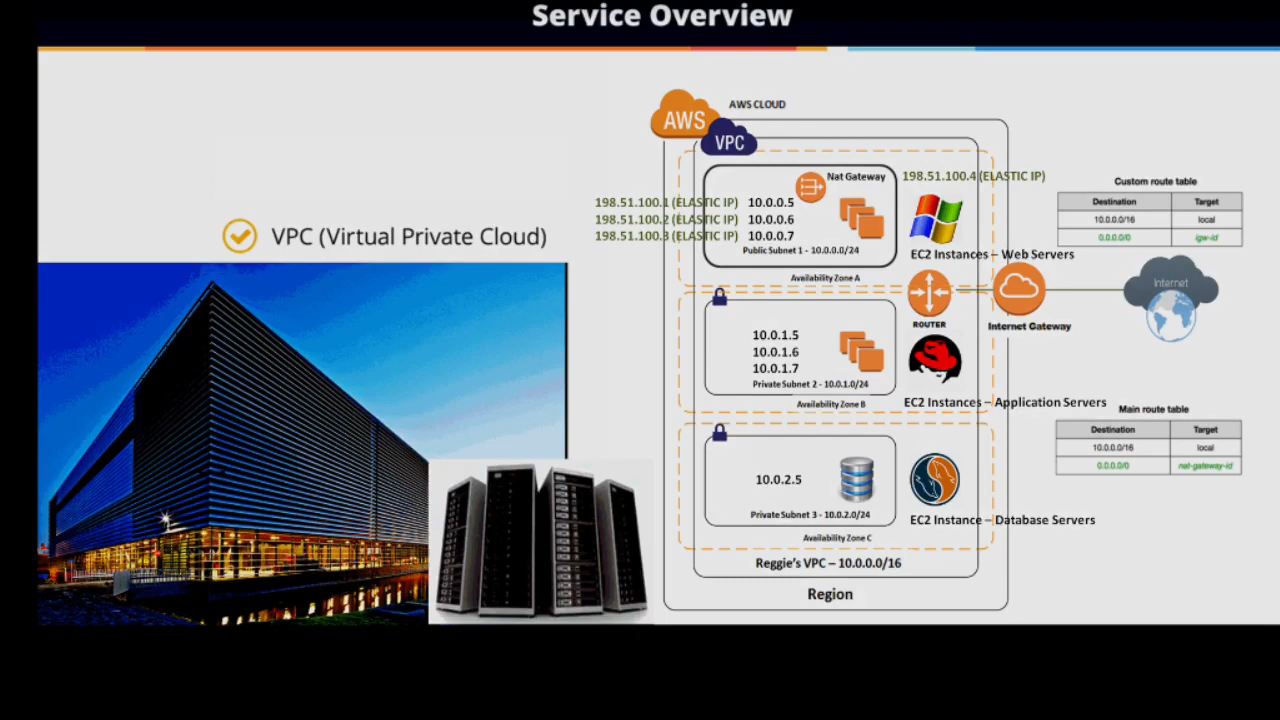 Service Overview
VPC (Virtual Private Cloud)
AWS
AWS CLOUD
VPC
Nat Gateway
198.51.100.4 (ELASTIC IP)
198.51.100.1 (ELASTIC IP) 10.0.0.5
198.51.100.2 (ELASTIC IP) 10.0.0.6
198.51.100.3 (ELASTIC IP) 10.0.0.7
Public Subnet 1 - 10.0.0.0/24
EC2 Instances – Web Servers
Availability Zone A
ROUTER
Internet Gateway
Internet
10.0.1.5
10.0.1.6
10.0.1.7
Private Subnet 2 - 10.0.1.0/24
EC2 Instances – Application Servers
Availability Zone B
10.0.2.5
Private Subnet 3 - 10.0.2.0/24
EC2 Instance – Database Servers
Availability Zone C
Reggie's VPC – 10.0.0.0/16
Region
Custom route table
Destination Target
10.0.0.0/16 local
0.0.0.0/0 igw-id
Main route table
Destination Target
10.0.0.0/16 local
0.0.0.0/0 nat-gateway-id